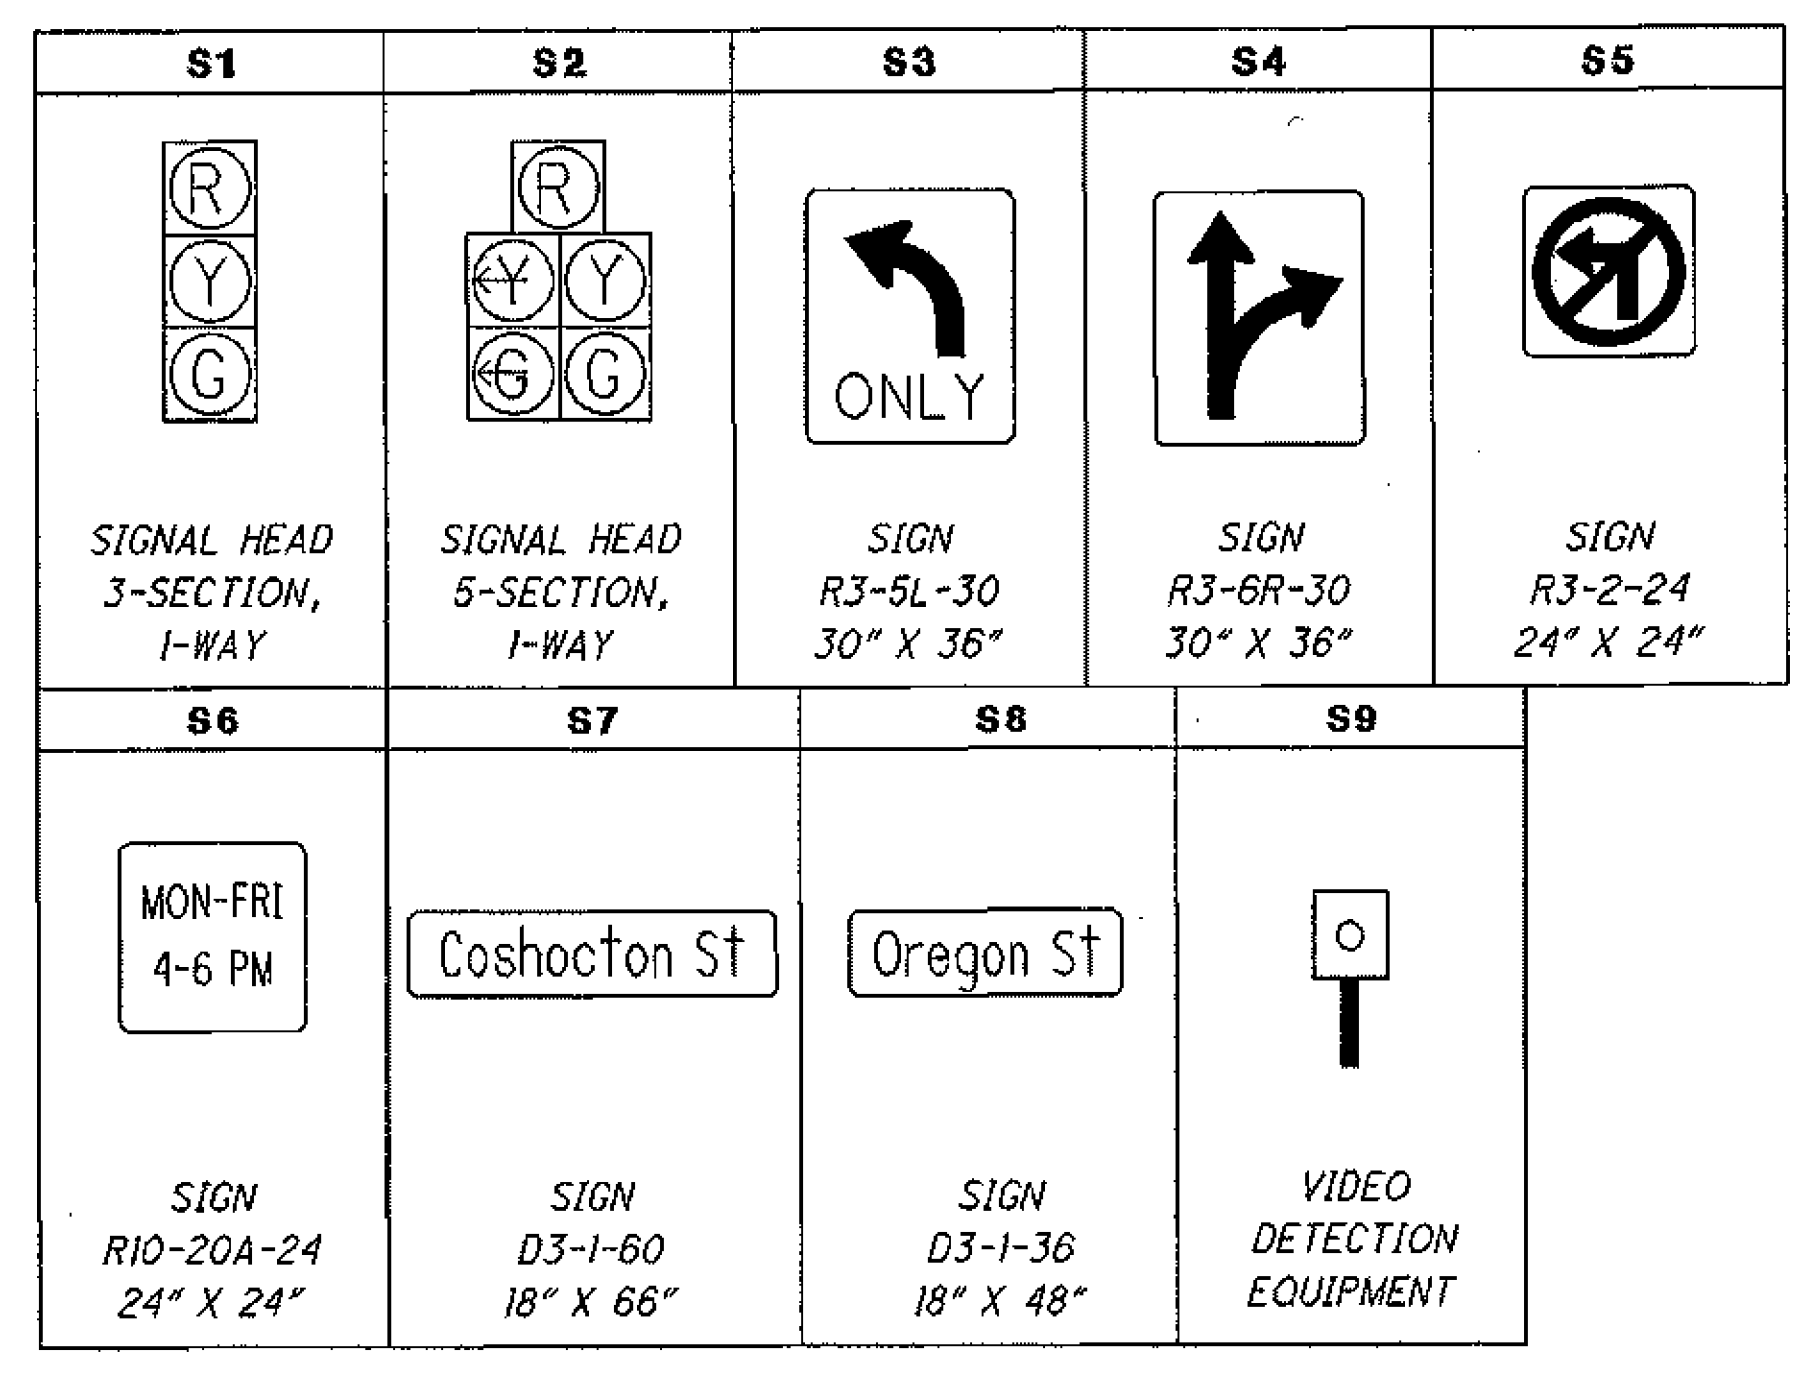 S1
S2
S3
S4
S5
R
Y
G
R
Y
Y
G
G
ONLY
SIGNAL HEAD
3-SECTION,
1-WAY
SIGNAL HEAD
5-SECTION,
1-WAY
SIGN
R3-5L-30
30" X 36"
SIGN
R3-6R-30
30" X 36"
SIGN
R3-2-24
24" X 24"
S6
S7
S8
S9
MON-FRI
4-6 PM
Coshocton St
Oregon St
SIGN
R10-20A-24
24" X 24"
SIGN
D3-1-60
18" X 66"
SIGN
D3-1-36
18" X 48"
VIDEO
DETECTION
EQUIPMENT